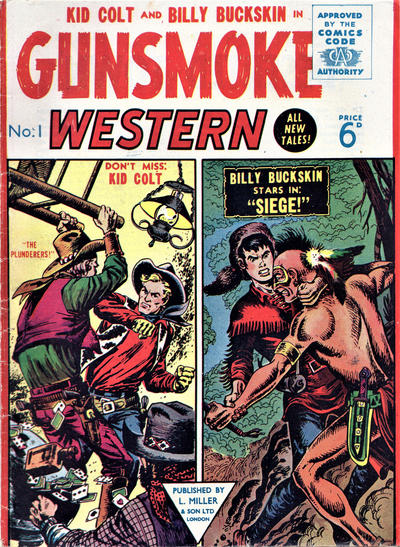 KID COLT AND BILLY BUCKSKIN IN
GUNSMOKE
WESTERN
APPROVED
BY THE
COMICS
CODE
CA
AUTHORITY
No:1
ALL
NEW
TALES!
PRICE
6D
DON'T MISS:
KID COLT
"THE
PLUNDERERS!"
BILLY BUCKSKIN
STARS IN:
"SIEGE!"
PUBLISHED BY
L. MILLER
& SON LTD
LONDON